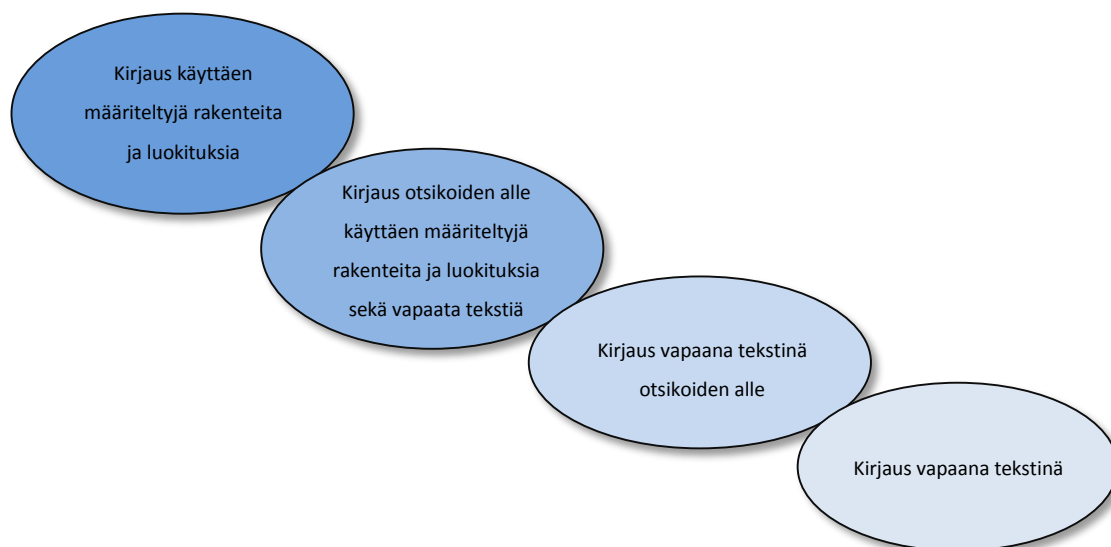 Kirjaus käyttäen
määriteltyjä rakenteita
ja luokituksia
Kirjaus otsikoiden alle
käyttäen määriteltyjä
rakenteita ja luokituksia
sekä vapaata tekstiä
Kirjaus vapaana tekstinä
otsikoiden alle
Kirjaus vapaana tekstinä